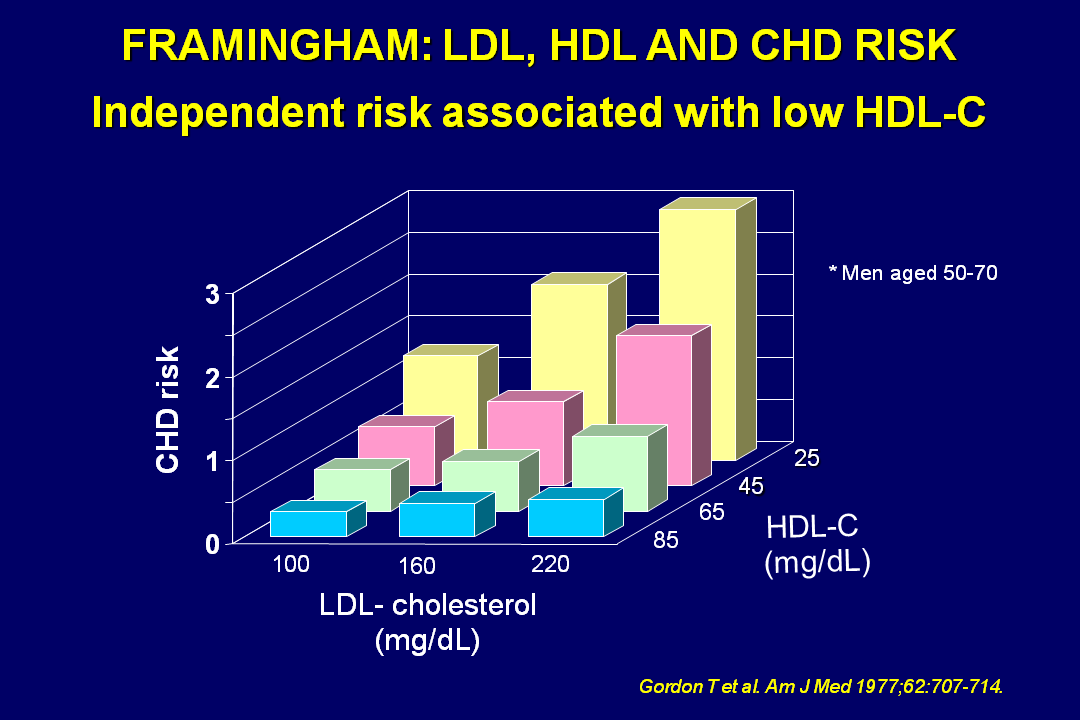 FRAMINGHAM: LDL, HDL AND CHD RISK
Independent risk associated with low HDL-C
* Men aged 50-70
3
2
1
0
CHD risk
100
160
220
LDL- cholesterol
(mg/dL)
25
45
65
85
HDL-C
(mg/dL)
Gordon T et al. Am J Med 1977;62:707-714.